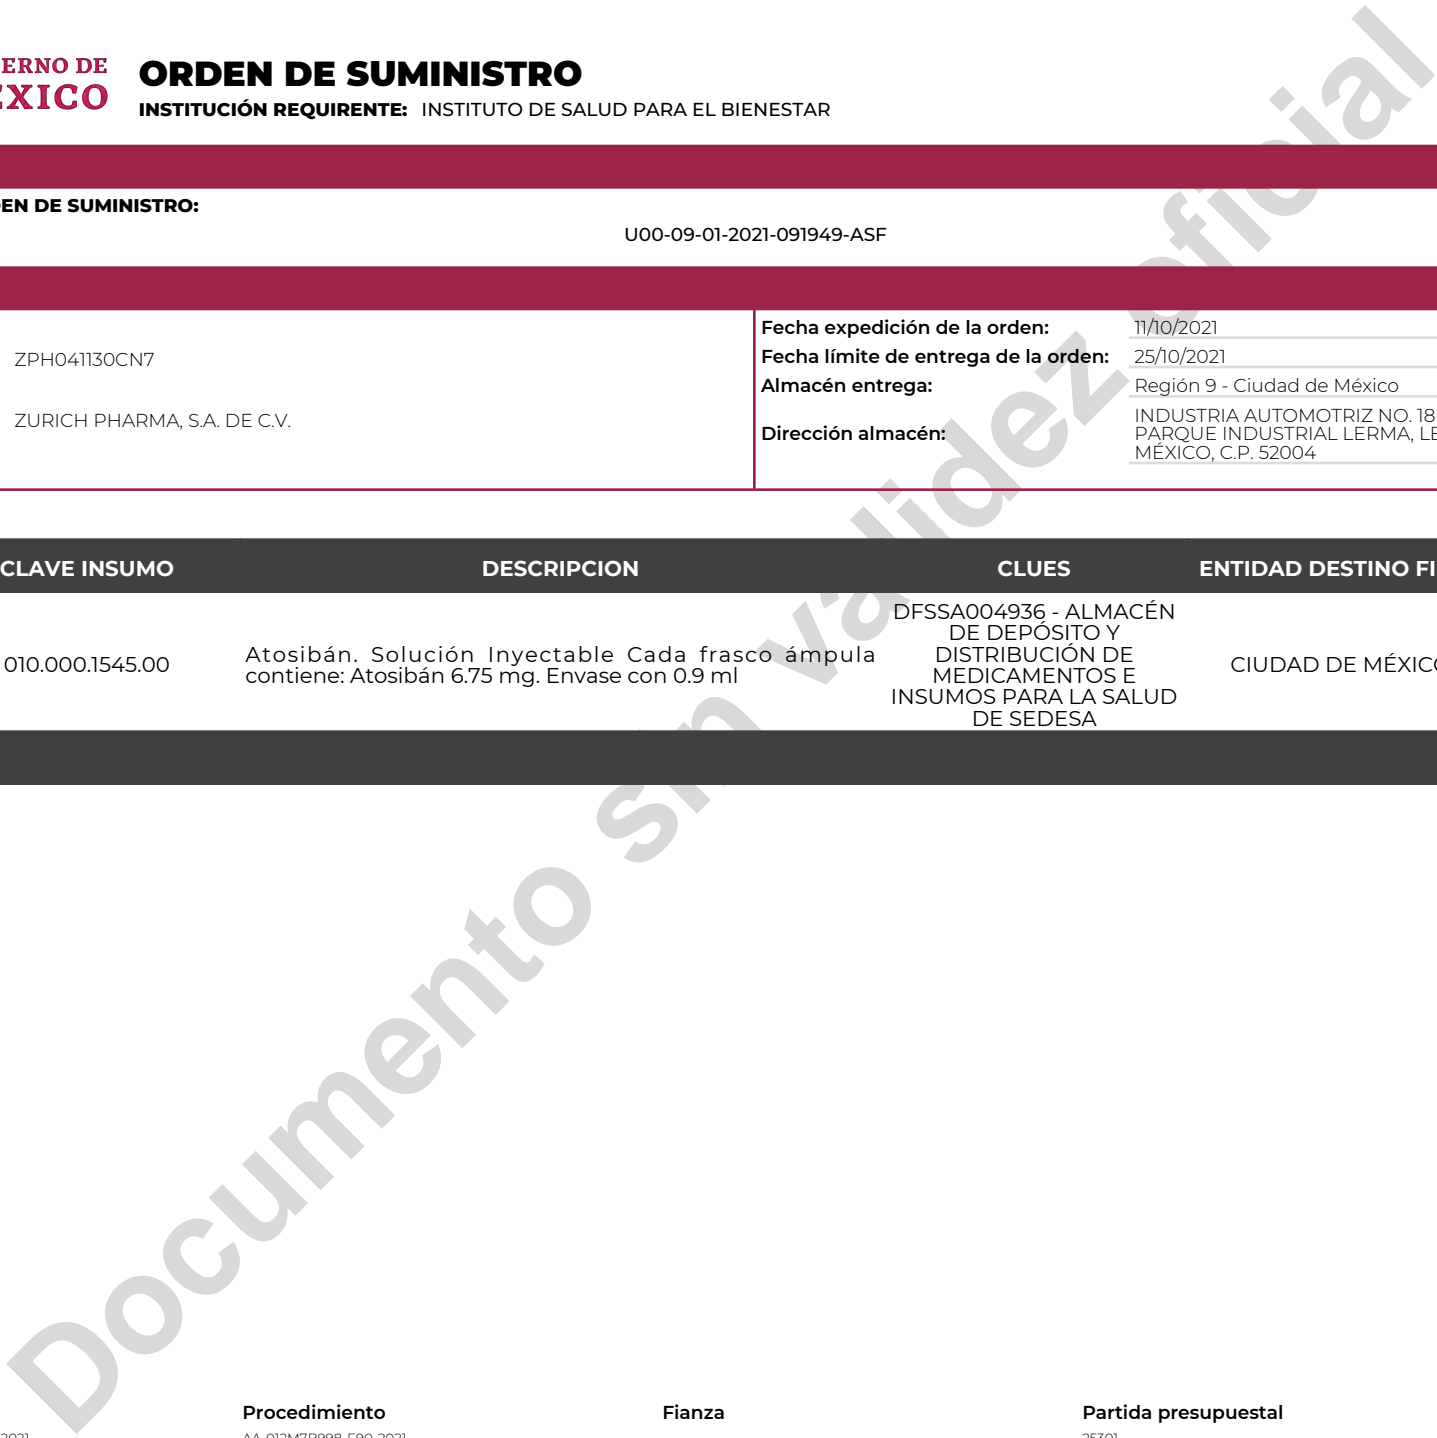 ERNO DE
EXICO
ORDEN DE SUMINISTRO
INSTITUCIÓN REQUIRENTE: INSTITUTO DE SALUD PARA EL BIENESTAR
EN DE SUMINISTRO:
U00-09-01-2021-091949-ASF
ZPH041130CN7
ZURICH PHARMA, S.A. DE C.V.
Fecha expedición de la orden: 11/10/2021
Fecha límite de entrega de la orden: 25/10/2021
Almacén entrega: Región 9 - Ciudad de México
Dirección almacén: INDUSTRIA AUTOMOTRIZ NO. 18
PARQUE INDUSTRIAL LERMA, LE
MÉXICO, C.P. 52004
CLAVE INSUMO DESCRIPCION CLUES ENTIDAD DESTINO FI
010.000.1545.00
Atosibán. Solución Inyectable Cada frasco ámpula
contiene: Atosibán 6.75 mg. Envase con 0.9 ml
DFSSA004936 - ALMACÉN
DE DEPÓSITO Y
DISTRIBUCIÓN DE
MEDICAMENTOS E
INSUMOS PARA LA SALUD
DE SEDESA
CIUDAD DE MÉXICO
Documento sin validez oficial
Procedimiento Fianza Partida presupuestal